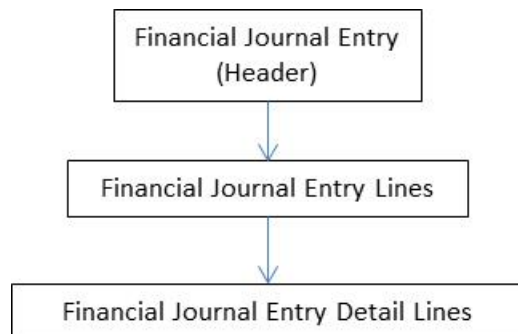 Financial Journal Entry
(Header)
Financial Journal Entry Lines
Financial Journal Entry Detail Lines